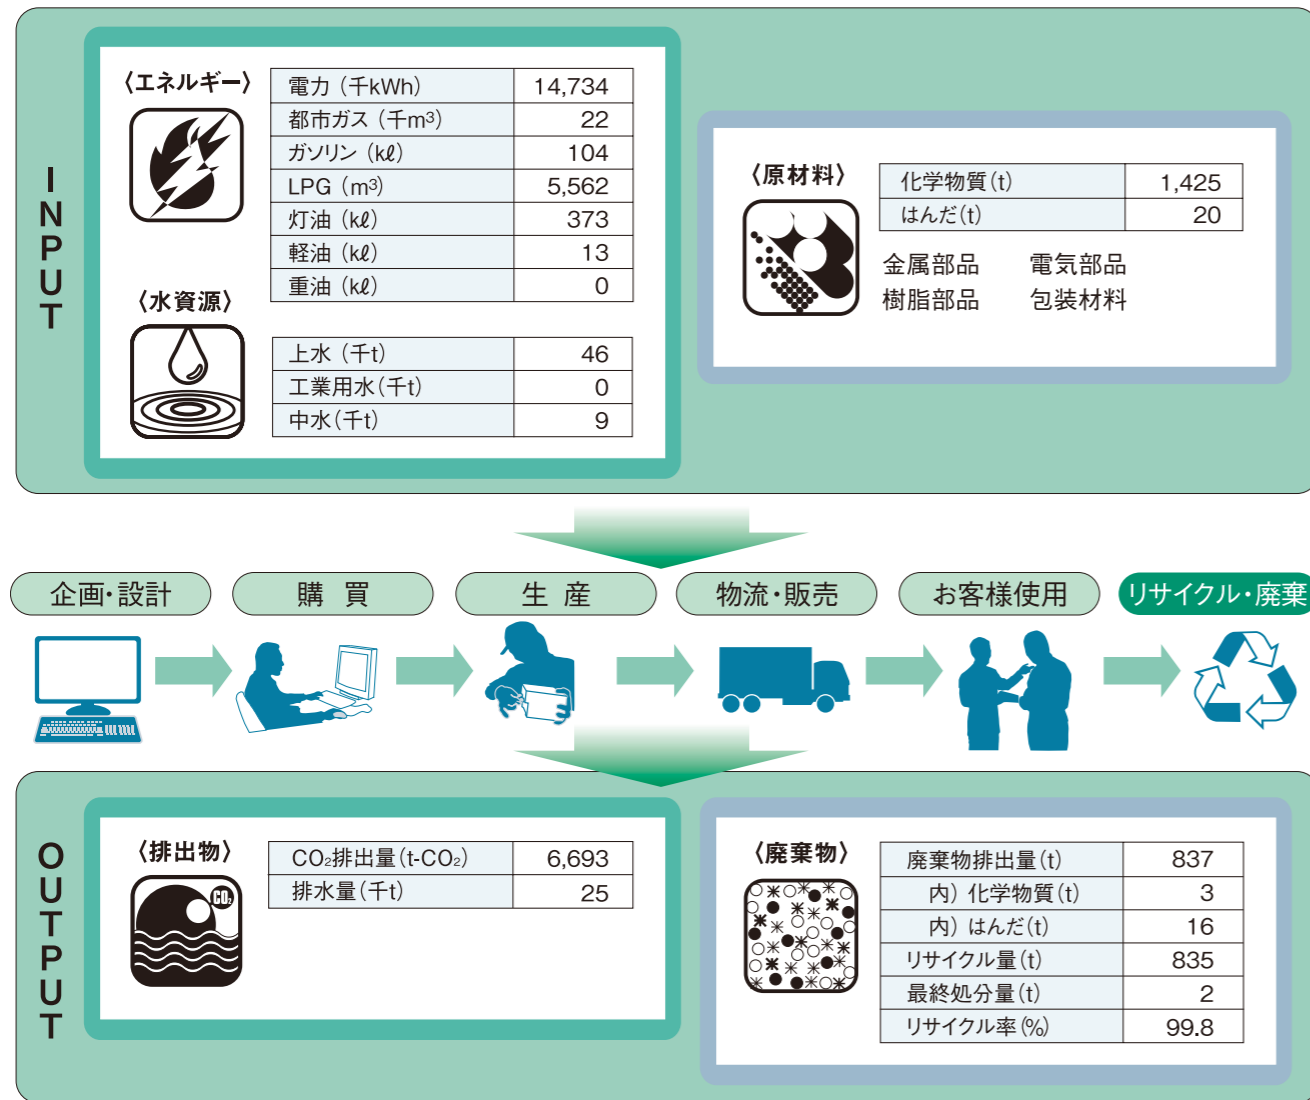 INPUT
〈エネルギー〉
電力（千kWh） 14,734
都市ガス（千m³） 22
ガソリン（kℓ） 104
LPG（m³） 5,562
灯油（kℓ） 373
軽油（kℓ） 13
重油（kℓ） 0
〈水資源〉
上水（千t） 46
工業用水（千t） 0
中水（千t） 9
〈原材料〉
化学物質（t） 1,425
はんだ（t） 20
金属部品 電気部品
樹脂部品 包装材料
企画・設計 購買 生産 物流・販売 お客様使用 リサイクル・廃棄
OUTPUT
〈排出物〉
CO₂
CO₂排出量（t-CO₂） 6,693
排水量（千t） 25
〈廃棄物〉
廃棄物排出量（t） 837
内）化学物質（t） 3
内）はんだ（t） 16
リサイクル量（t） 835
最終処分量（t） 2
リサイクル率（%） 99.8